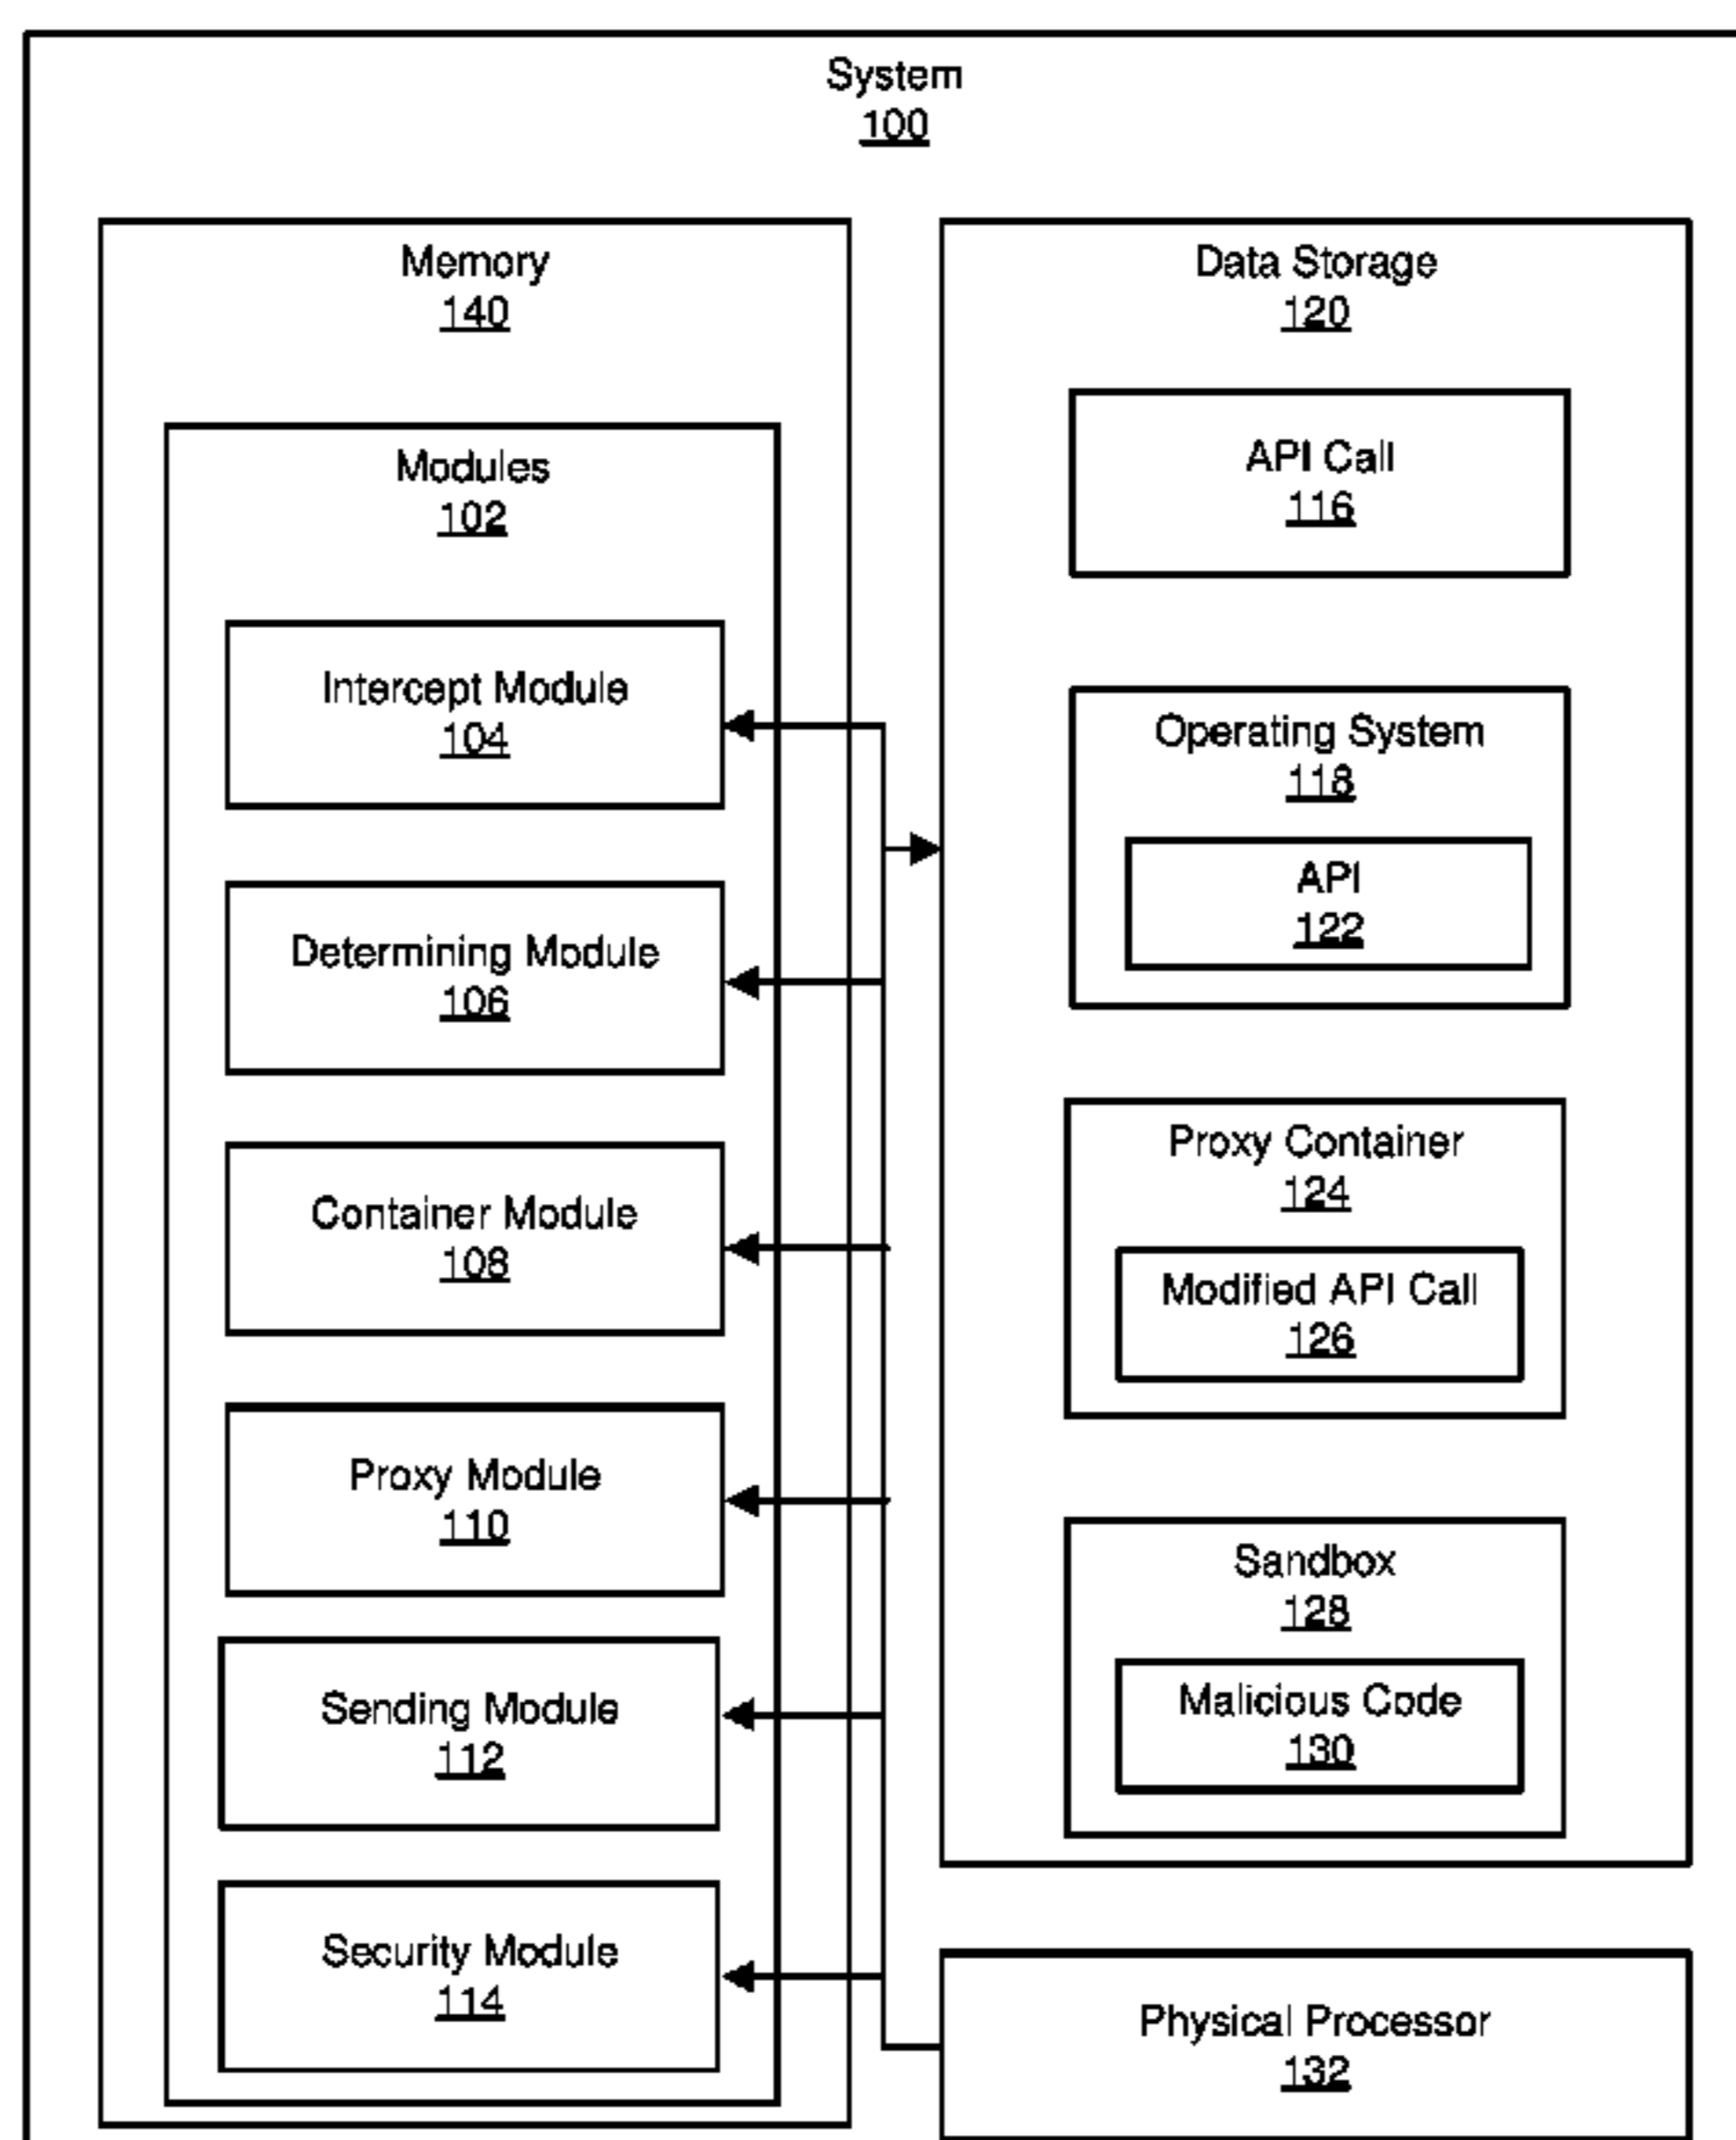 System
100
Memory
140
Modules
102
Intercept Module
104
Determining Module
106
Container Module
108
Proxy Module
110
Sending Module
112
Security Module
114
Data Storage
120
API Call
116
Operating System
118
API
122
Proxy Container
124
Modified API Call
126
Sandbox
128
Malicious Code
130
Physical Processor
132